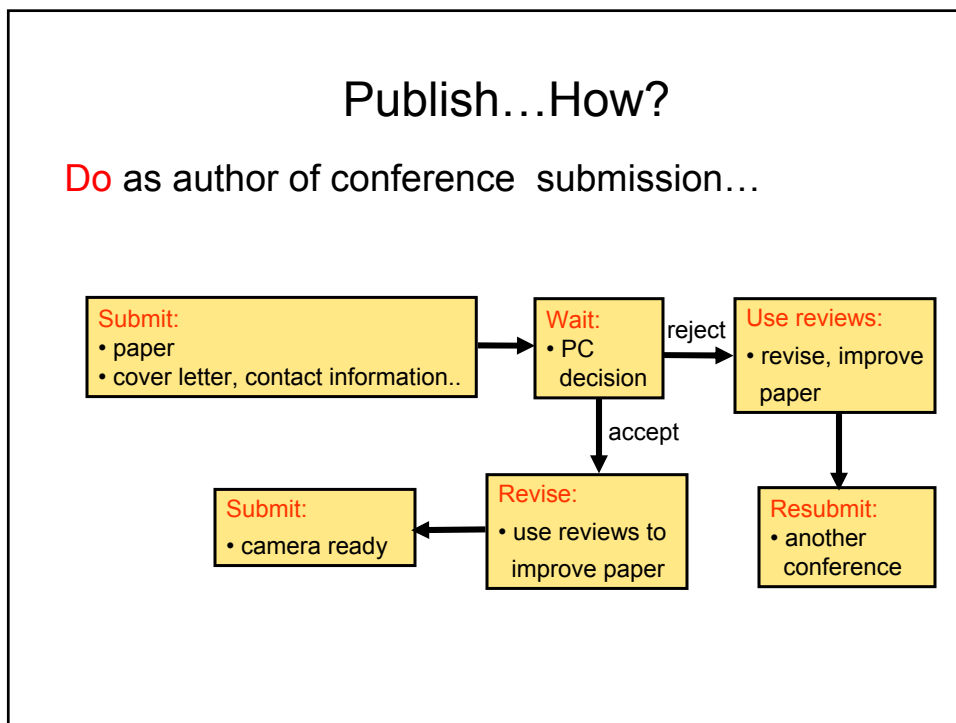 Publish…How?
Do as author of conference  submission…
Submit:
• paper
• cover letter, contact information..
Wait:
• PC
decision
reject
Use reviews:
• revise, improve
paper
accept
Submit:
• camera ready
Revise:
• use reviews to
improve paper
Resubmit:
• another
conference